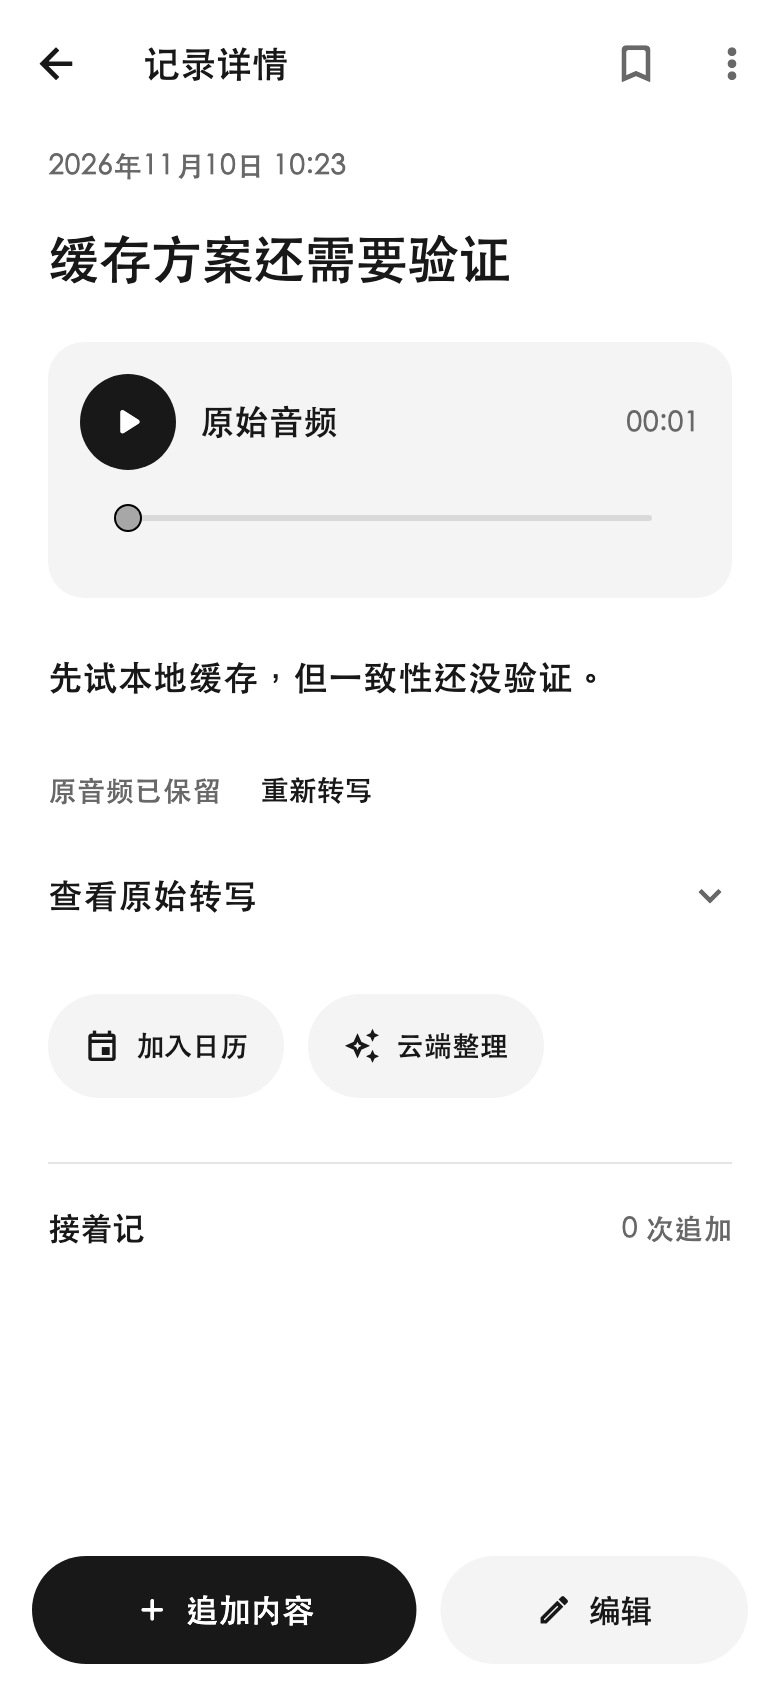 记录详情
2026年11月10日 10:23
缓存方案还需要验证
原始音频 00:01
先试本地缓存，但一致性还没验证。
原音频已保留 重新转写
查看原始转写
加入日历 云端整理
接着记 0 次追加
追加内容 编辑